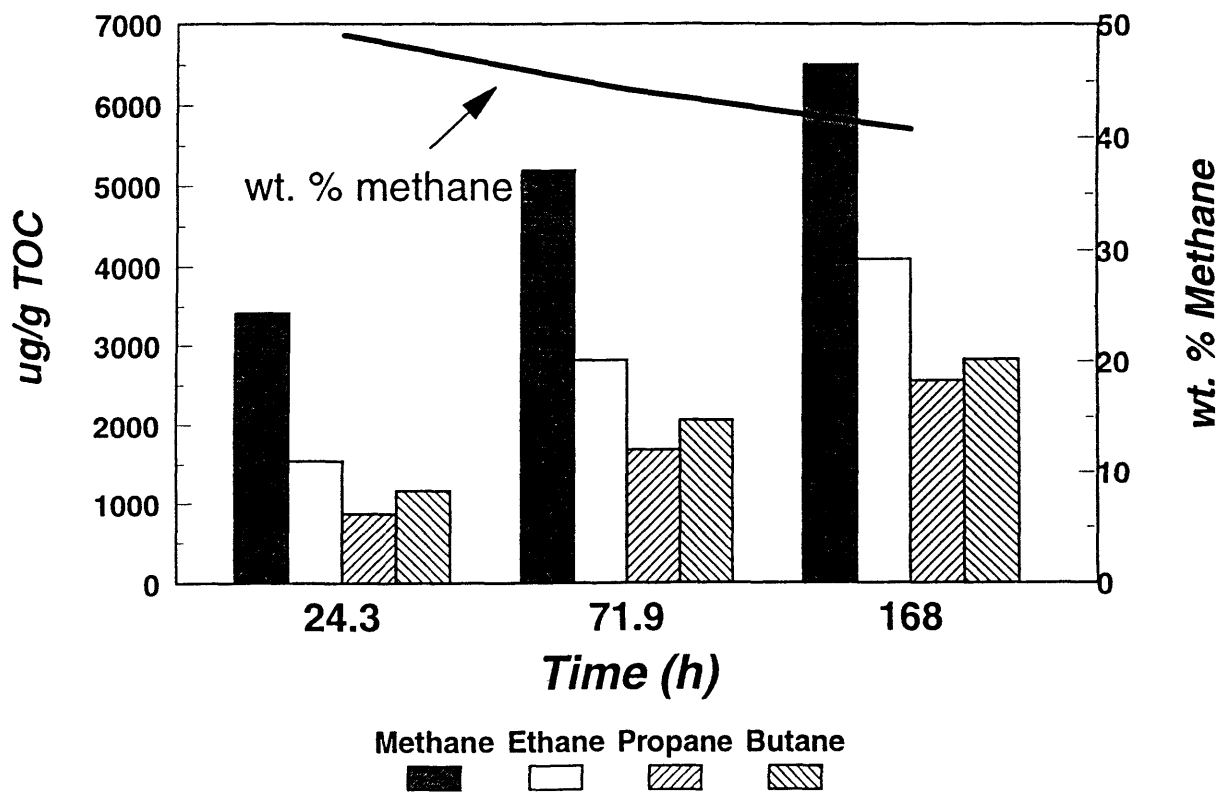 7000
6000
5000
4000
3000
2000
1000
0
ug/g TOC
wt. % methane
50
40
30
20
10
0
wt. % Methane
24.3 71.9 168
Time (h)
Methane Ethane Propane Butane